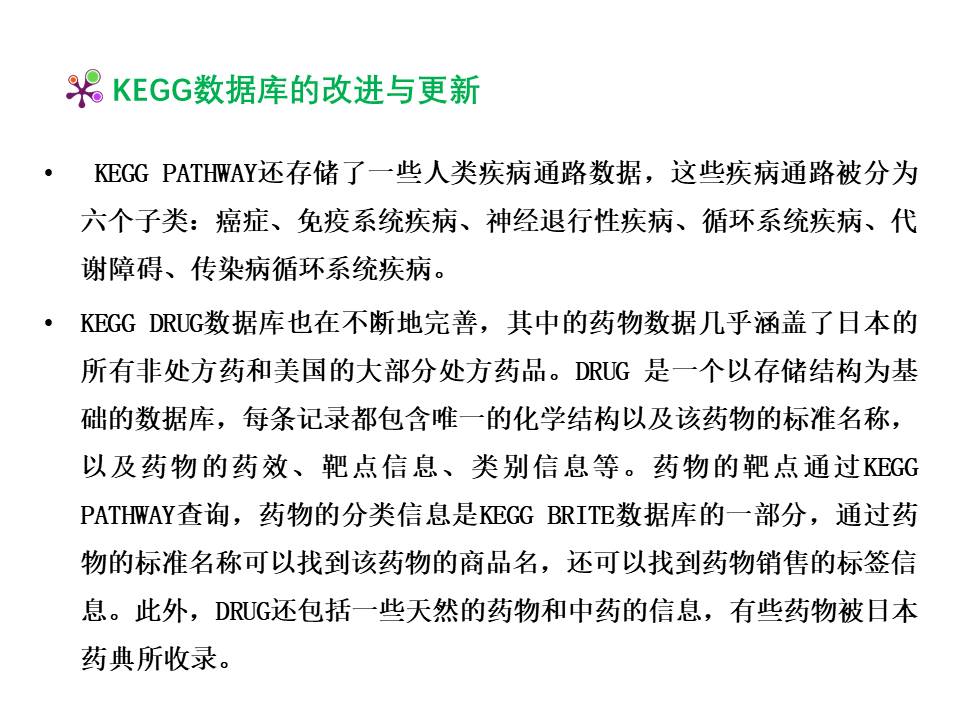 KEGG数据库的改进与更新
• KEGG PATHWAY还存储了一些人类疾病通路数据，这些疾病通路被分为
六个子类：癌症、免疫系统疾病、神经退行性疾病、循环系统疾病、代
谢障碍、传染病循环系统疾病。
• KEGG DRUG数据库也在不断地完善，其中的药物数据几乎涵盖了日本的
所有非处方药和美国的大部分处方药品。DRUG 是一个以存储结构为基
础的数据库，每条记录都包含唯一的化学结构以及该药物的标准名称，
以及药物的药效、靶点信息、类别信息等。药物的靶点通过KEGG
PATHWAY查询，药物的分类信息是KEGG BRITE数据库的一部分，通过药
物的标准名称可以找到该药物的商品名，还可以找到药物销售的标签信
息。此外，DRUG还包括一些天然的药物和中药的信息，有些药物被日本
药典所收录。